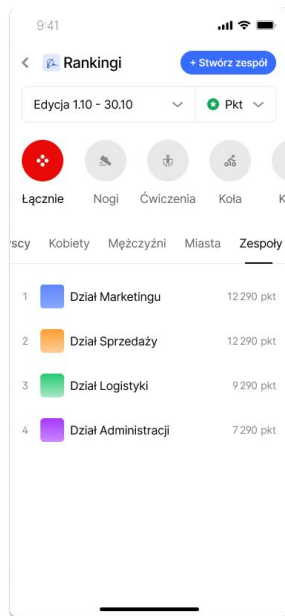 9:41
Rankingi
+ Stwórz zespół
Edycja 1.10 - 30.10
Pkt
Łącznie Nogi Ćwiczenia Koła K
scy Kobiety Mężczyźni Miasta Zespoły
1 Dział Marketingu 12 290 pkt
2 Dział Sprzedaży 12 290 pkt
3 Dział Logistyki 9 290 pkt
4 Dział Administracji 7 290 pkt